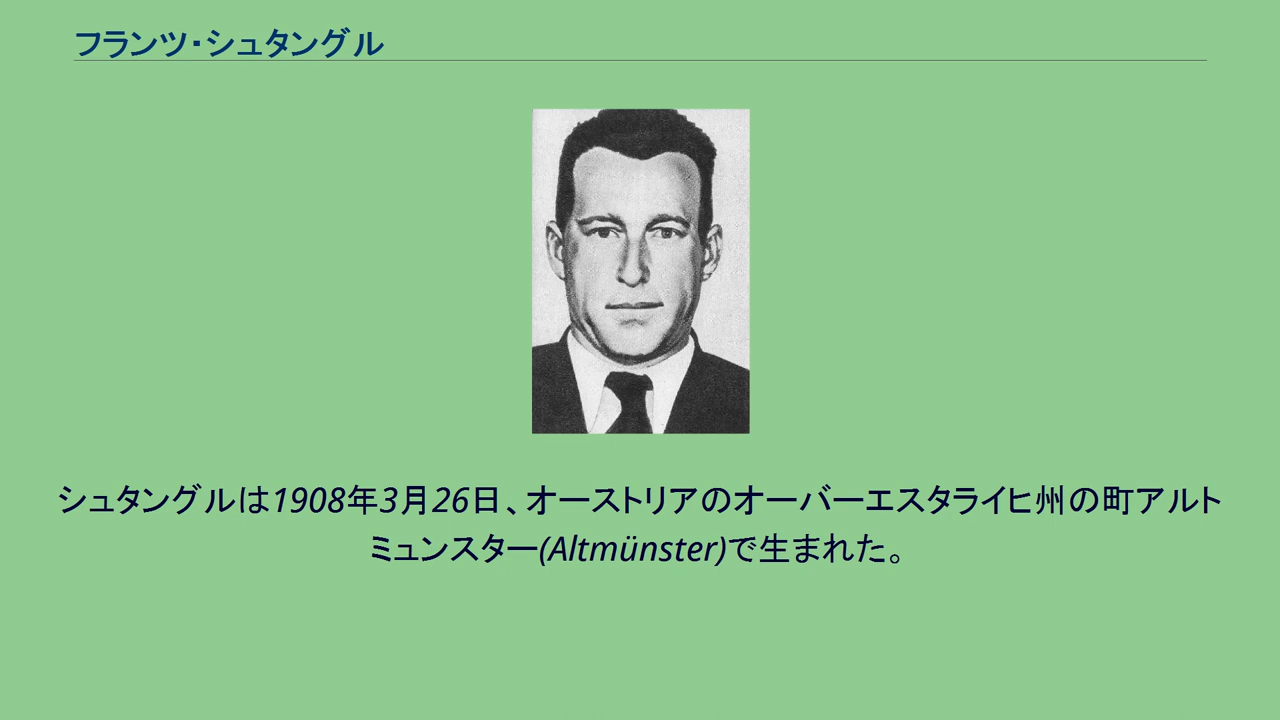 フランツ・シュタングル
シュタングルは1908年3月26日、オーストリアのオーバーエスタライヒ州の町アルト
ミュンスター(Altmünster)で生まれた。